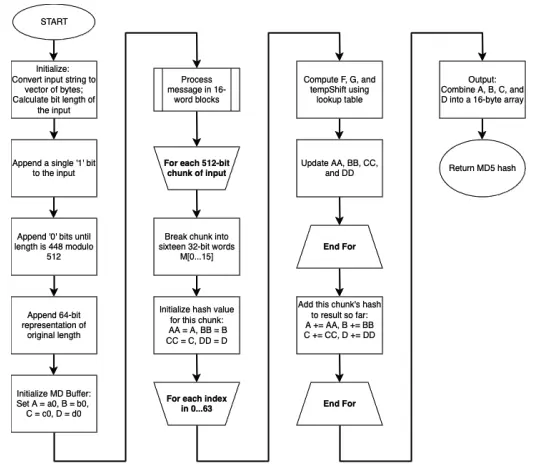 START
Initialize:
Convert input string to
vector of bytes;
Calculate bit length of
the input
Append a single '1' bit
to the input
Append '0' bits until
length is 448 modulo
512
Append 64-bit
representation of
original length
Initialize MD Buffer:
Set A = a0, B = b0,
C = c0, D = d0
Process
message in 16-
word blocks
For each 512-bit
chunk of input
Break chunk into
sixteen 32-bit words
M[0...15]
Initialize hash value
for this chunk:
AA = A, BB = B
CC = C, DD = D
For each index
in 0...63
Compute F, G, and
tempShift using
lookup table
Update AA, BB, CC,
and DD
End For
Add this chunk's hash
to result so far:
A += AA, B += BB
C += CC, D += DD
End For
Output:
Combine A, B, C, and
D into a 16-byte array
Return MD5 hash